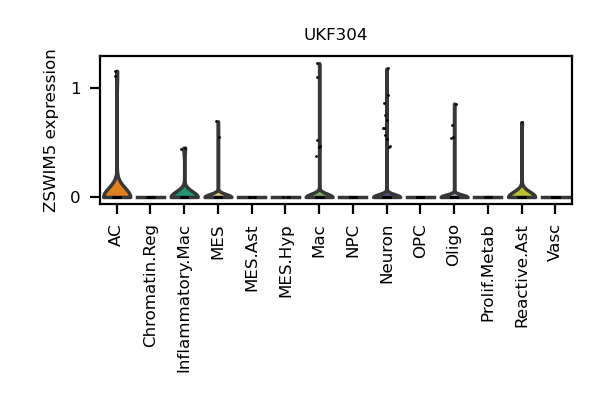 UKF304
ZSWIM5 expression
1
0
AC
Chromatin.Reg
Inflammatory.Mac
MES
MES.Ast
MES.Hyp
Mac
NPC
Neuron
OPC
Oligo
Prolif.Metab
Reactive.Ast
Vasc